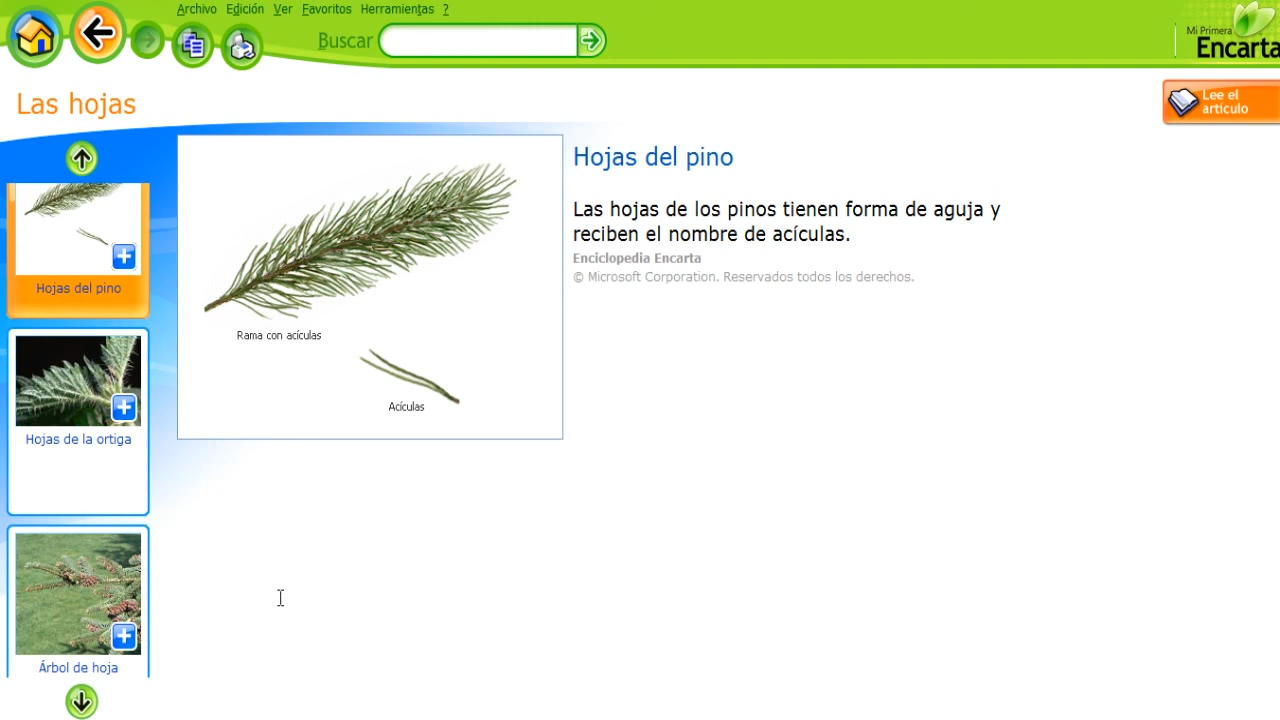 Archivo Edición Ver Favoritos Herramientas ?
Buscar
Mi Primera
Encarta
Las hojas
Lee el
artículo
Hojas del pino
Hojas de la ortiga
Árbol de hoja
Rama con acículas
Acículas
Hojas del pino
Las hojas de los pinos tienen forma de aguja y
reciben el nombre de acículas.
Enciclopedia Encarta
© Microsoft Corporation. Reservados todos los derechos.